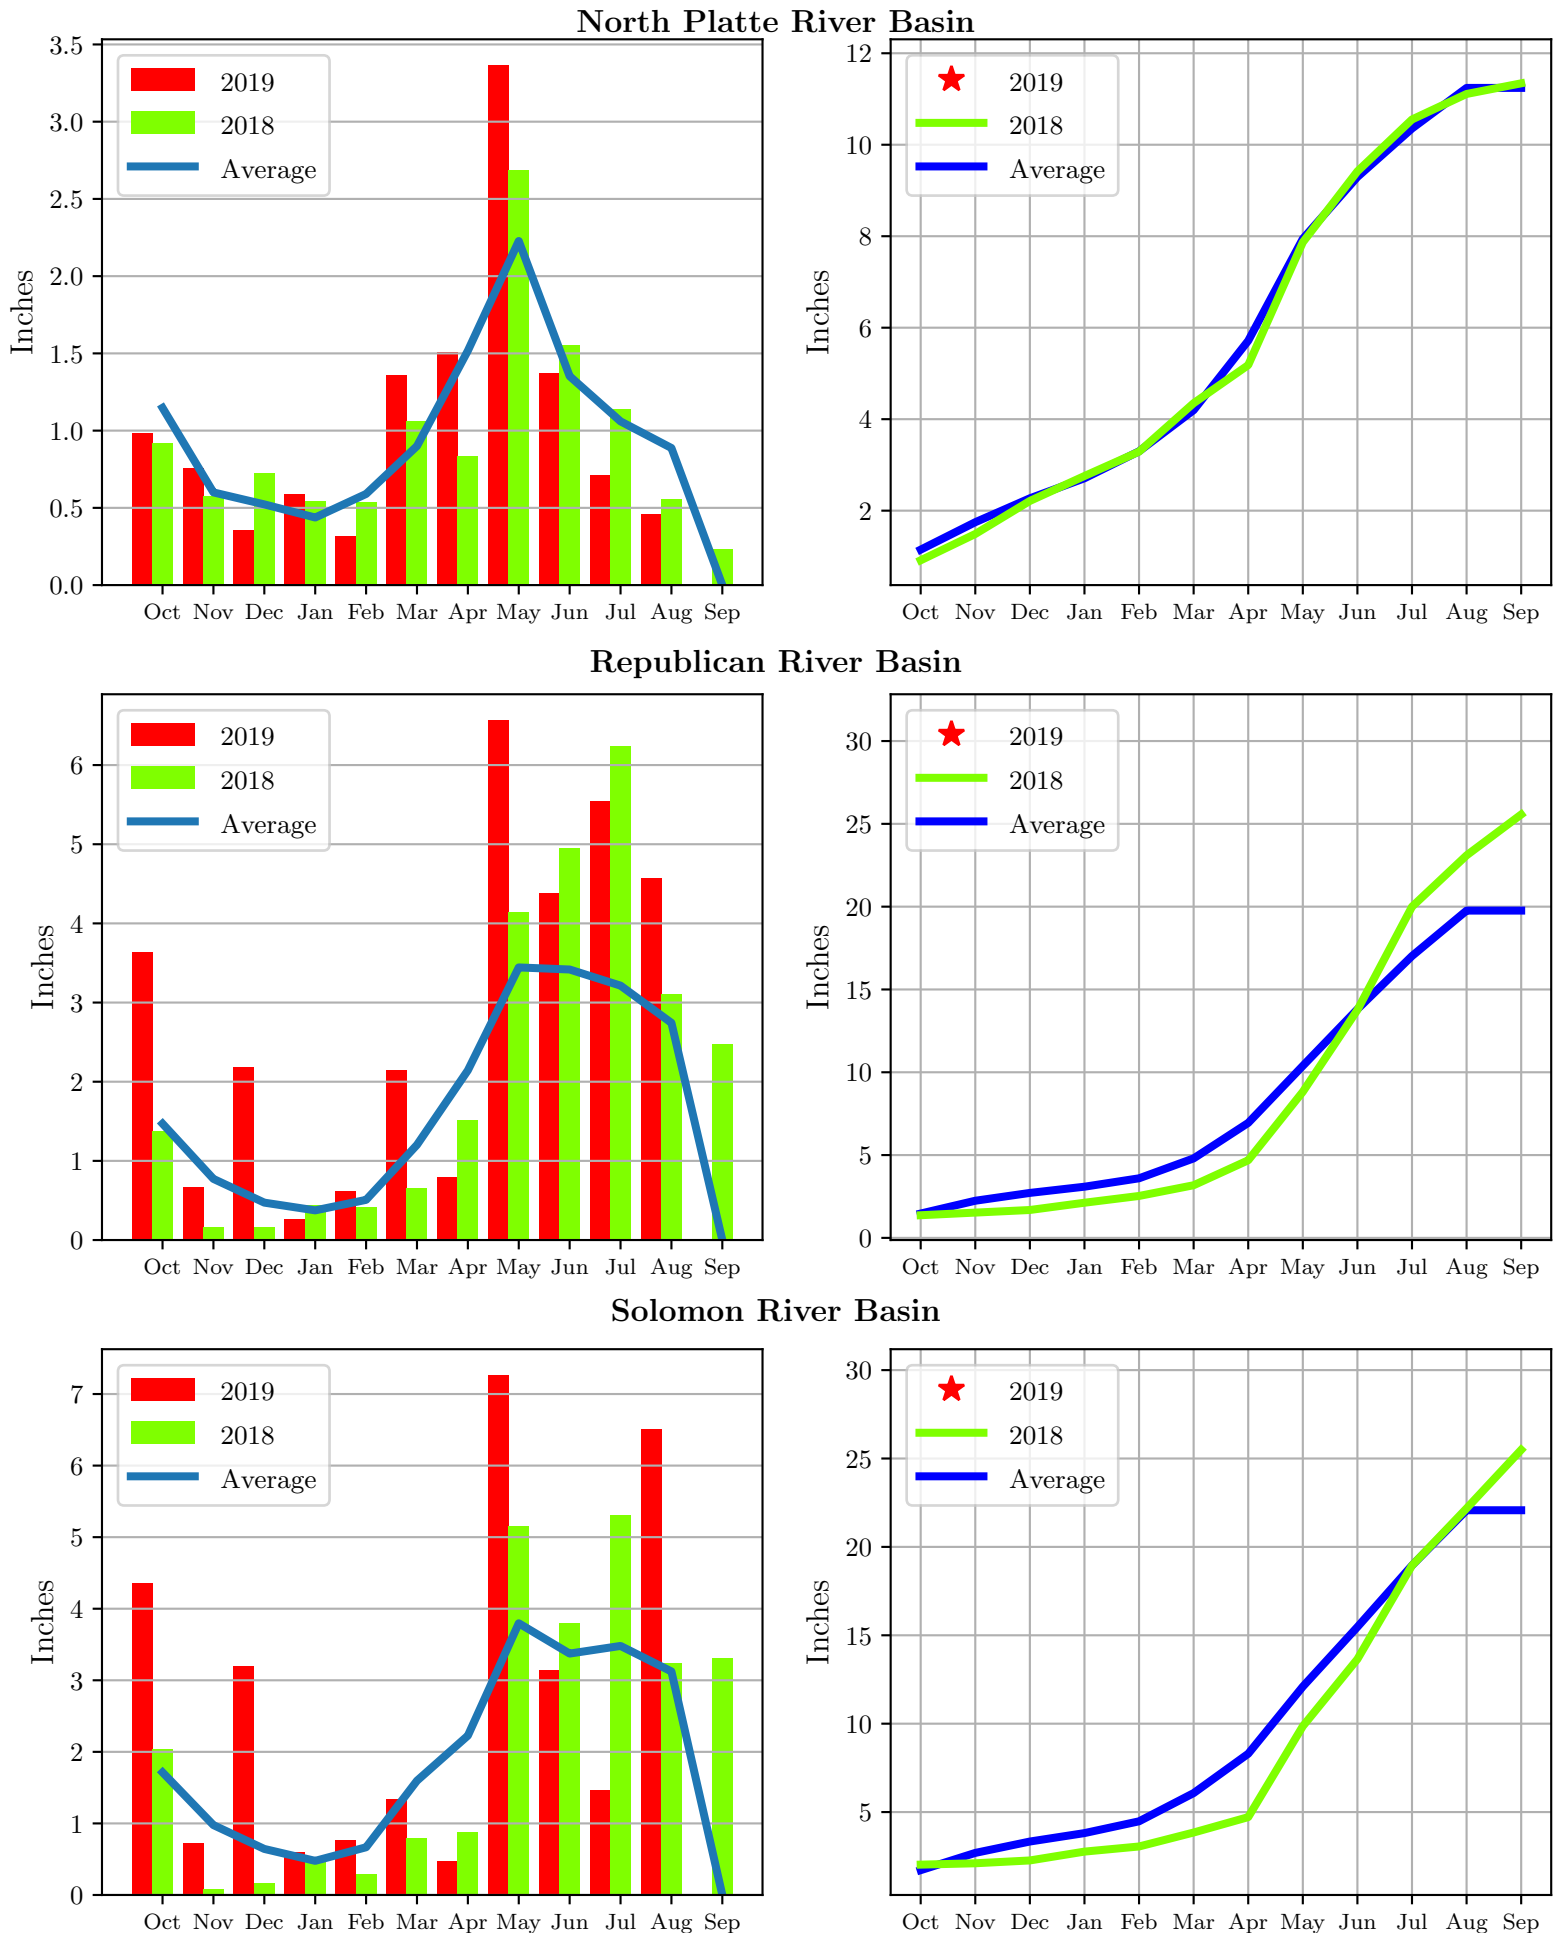 North Platte River Basin
3.5
3.0
2.5
2.0
1.5
1.0
0.5
0.0
Inches
2019
2018
Average
Oct Nov Dec Jan Feb Mar Apr May Jun Jul Aug Sep
12
10
8
6
4
2
Inches
2019
2018
Average
Oct Nov Dec Jan Feb Mar Apr May Jun Jul Aug Sep
Republican River Basin
6
5
4
3
2
1
0
Inches
2019
2018
Average
Oct Nov Dec Jan Feb Mar Apr May Jun Jul Aug Sep
30
25
20
15
10
5
0
Inches
2019
2018
Average
Oct Nov Dec Jan Feb Mar Apr May Jun Jul Aug Sep
Solomon River Basin
7
6
5
4
3
2
1
0
Inches
2019
2018
Average
Oct Nov Dec Jan Feb Mar Apr May Jun Jul Aug Sep
30
25
20
15
10
5
Inches
2019
2018
Average
Oct Nov Dec Jan Feb Mar Apr May Jun Jul Aug Sep